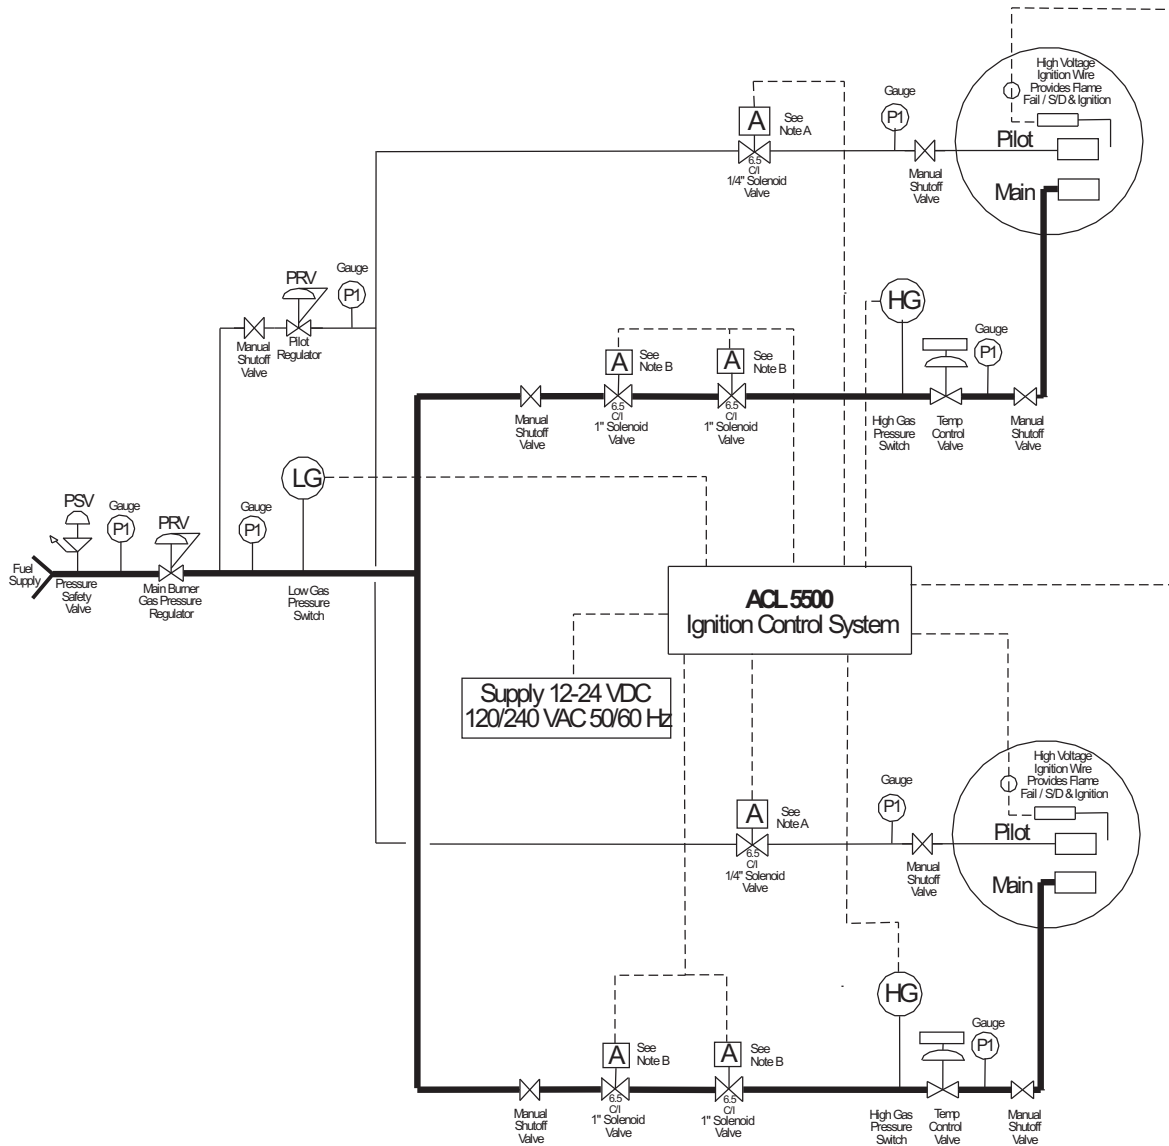 High Voltage
Ignition Wire
Provides Flame
Fail / S/D & Ignition
Pilot
Main
Gauge
P1
Manual
Shutoff
Valve
A
See
Note A
6.5
C/I
1/4" Solenoid
Valve
PRV
Gauge
P1
Manual
Shutoff
Valve
Pilot
Regulator
HG
Gauge
P1
A
See
Note B
A
See
Note B
Manual
Shutoff
Valve
6.5
C/I
1" Solenoid
Valve
6.5
C/I
1" Solenoid
Valve
High Gas
Pressure
Switch
Temp
Control
Valve
Manual
Shutoff
Valve
LG
PSV
Gauge
P1
PRV
Gauge
P1
Fuel
Supply
Pressure
Safety
Valve
Main Burner
Gas Pressure
Regulator
Low Gas
Pressure
Switch
ACL 5500
Ignition Control System
Supply 12-24 VDC
120/240 VAC 50/60 Hz
High Voltage
Ignition Wire
Provides Flame
Fail / S/D & Ignition
Pilot
Main
Gauge
P1
Manual
Shutoff
Valve
A
See
Note A
6.5
C/I
1/4" Solenoid
Valve
HG
Gauge
P1
A
See
Note B
A
See
Note B
Manual
Shutoff
Valve
6.5
C/I
1" Solenoid
Valve
6.5
C/I
1" Solenoid
Valve
High Gas
Pressure
Switch
Temp
Control
Valve
Manual
Shutoff
Valve